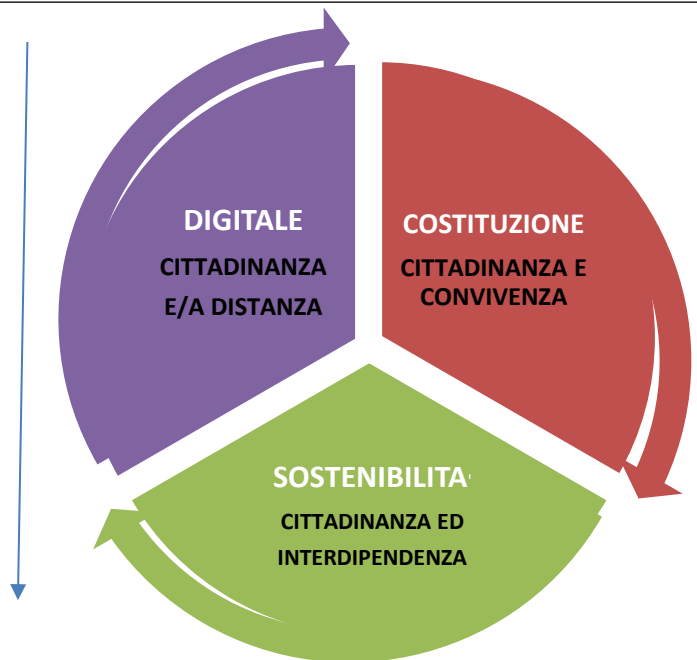 DIGITALE
CITTADINANZA
E/A DISTANZA
COSTITUZIONE
CITTADINANZA E
CONVIVENZA
SOSTENIBILITA'
CITTADINANZA ED
INTERDIPENDENZA